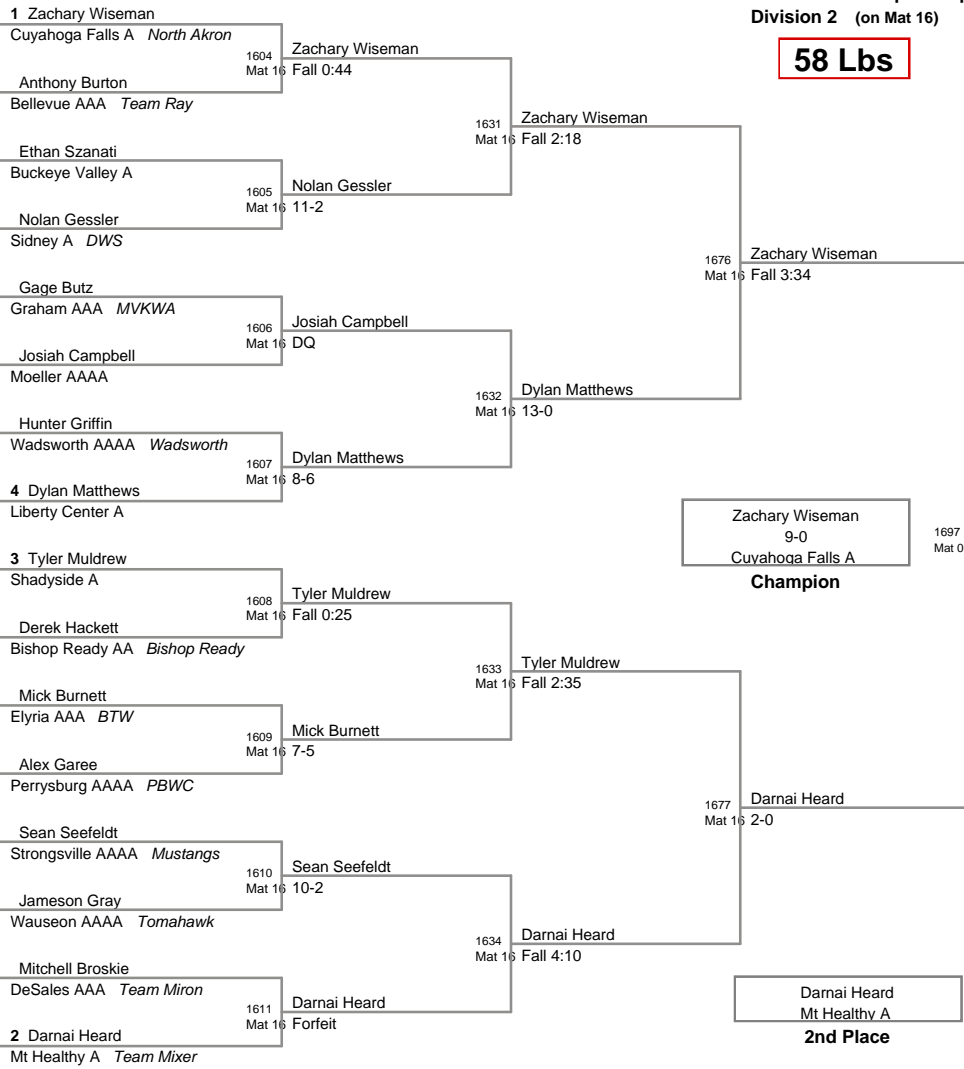 1 Zachary Wiseman
Cuyahoga Falls A North Akron
Anthony Burton
Bellevue AAA Team Ray
Ethan Szanati
Buckeye Valley A
Nolan Gessler
Sidney A DWS
Gage Butz
Graham AAA MVKWA
Josiah Campbell
Moeller AAAA
Hunter Griffin
Wadsworth AAAA Wadsworth
4 Dylan Matthews
Liberty Center A
3 Tyler Muldrew
Shadyside A
Derek Hackett
Bishop Ready AA Bishop Ready
Mick Burnett
Elyria AAA BTW
Alex Garee
Perrysburg AAAA PBWC
Sean Seefeldt
Strongsville AAAA Mustangs
Jameson Gray
Wauseon AAAA Tomahawk
Mitchell Broskie
DeSales AAA Team Miron
2 Darnai Heard
Mt Healthy A Team Mixer
1604 Zachary Wiseman
Mat 16 Fall 0:44
1605 Nolan Gessler
Mat 16 11-2
1606 Josiah Campbell
Mat 16 DQ
1607 Dylan Matthews
Mat 16 8-6
1608 Tyler Muldrew
Mat 16 Fall 0:25
1609 Mick Burnett
Mat 16 7-5
1610 Sean Seefeldt
Mat 16 10-2
1611 Darnai Heard
Mat 16 Forfeit
1631 Zachary Wiseman
Mat 16 Fall 2:18
1632 Dylan Matthews
Mat 16 13-0
1633 Tyler Muldrew
Mat 16 Fall 2:35
1634 Darnai Heard
Mat 16 Fall 4:10
Division 2 (on Mat 16)
58 Lbs
1676 Zachary Wiseman
Mat 16 Fall 3:34
Zachary Wiseman
9-0
Cuyahoga Falls A
Champion
1697
Mat 0
1677 Darnai Heard
Mat 16 2-0
Darnai Heard
Mt Healthy A
2nd Place